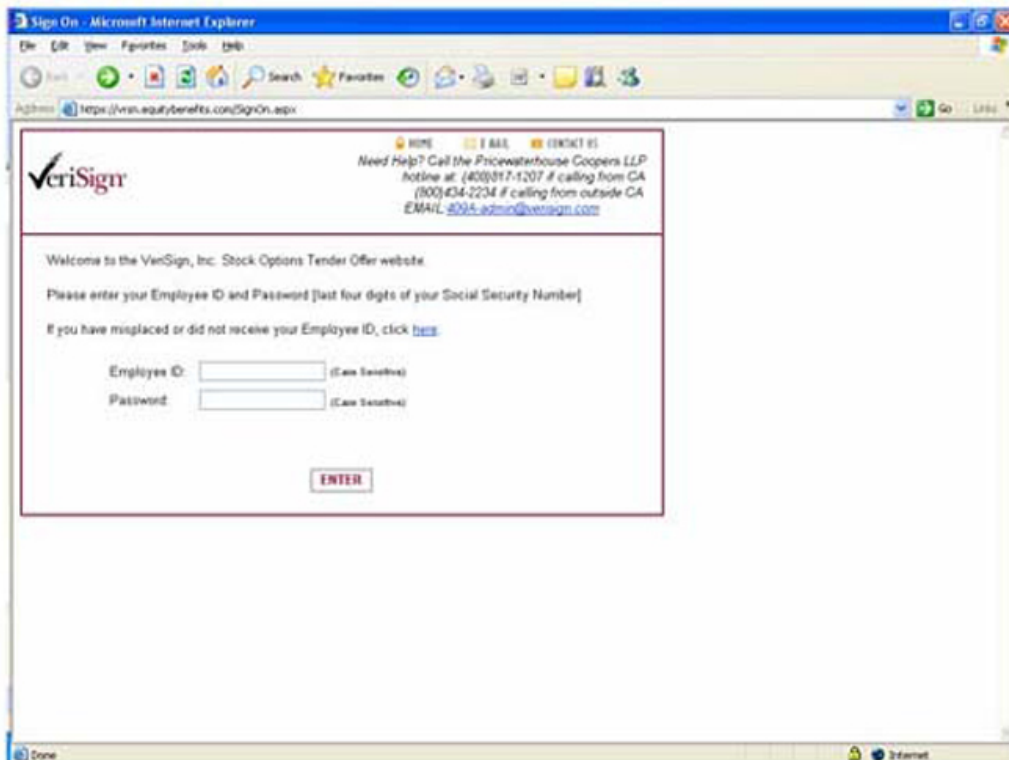 Sign On - Microsoft Internet Explorer
File Edit View Favorites Tools Help
Back Search Favorites
Address https://vrsn.equitybenefits.com/SignOn.aspx Go Links
HOME E MAIL CONTACT US
VeriSign
Need Help? Call the Pricewaterhouse Coopers LLP
hotline at: (408)817-1207 if calling from CA
(800)434-2234 if calling from outside CA
EMAIL:409A-admin@verisign.com
Welcome to the VeriSign, Inc. Stock Options Tender Offer website.
Please enter your Employee ID and Password [last four digits of your Social Security Number]
If you have misplaced or did not receive your Employee ID, click here.
Employee ID: (Case Sensitive)
Password: (Case Sensitive)
ENTER
Done Internet